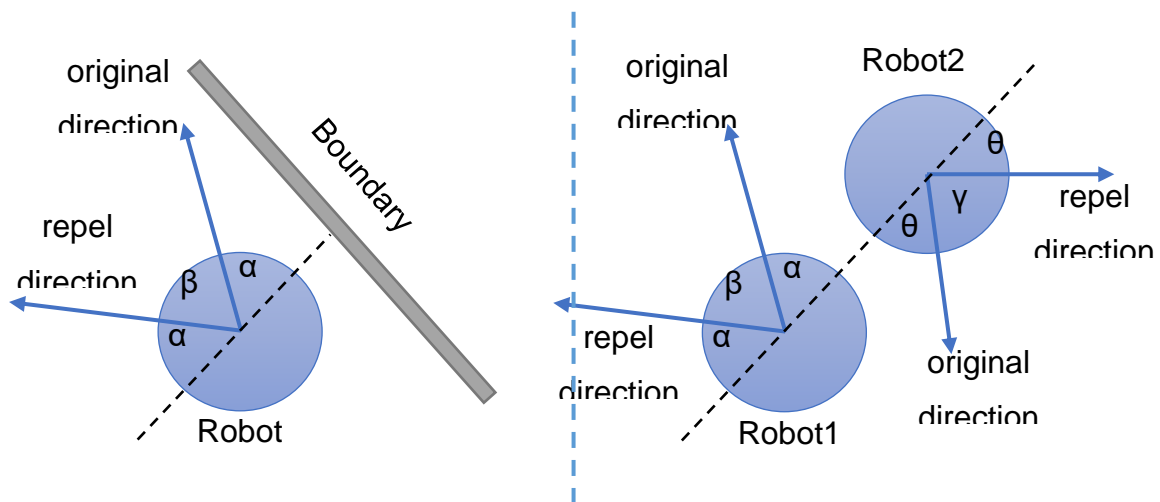 original
direction
Boundary
repel
direction
α
β
α
Robot
original
direction
Robot2
θ
γ
repel
direction
θ
α
β
α
repel
direction
original
direction
Robot1